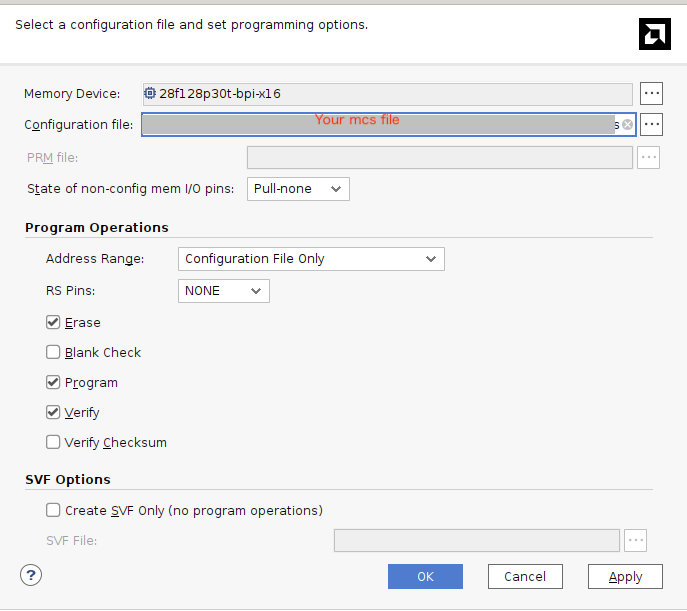 Select a configuration file and set programming options.
Memory Device: 28f128p30t-bpi-x16 ...
Configuration file: Your mcs file s ...
PRM file: ...
State of non-config mem I/O pins: Pull-none
Program Operations
Address Range: Configuration File Only
RS Pins: NONE
Erase
Blank Check
Program
Verify
Verify Checksum
SVF Options
Create SVF Only (no program operations)
SVF File: ...
? OK Cancel Apply